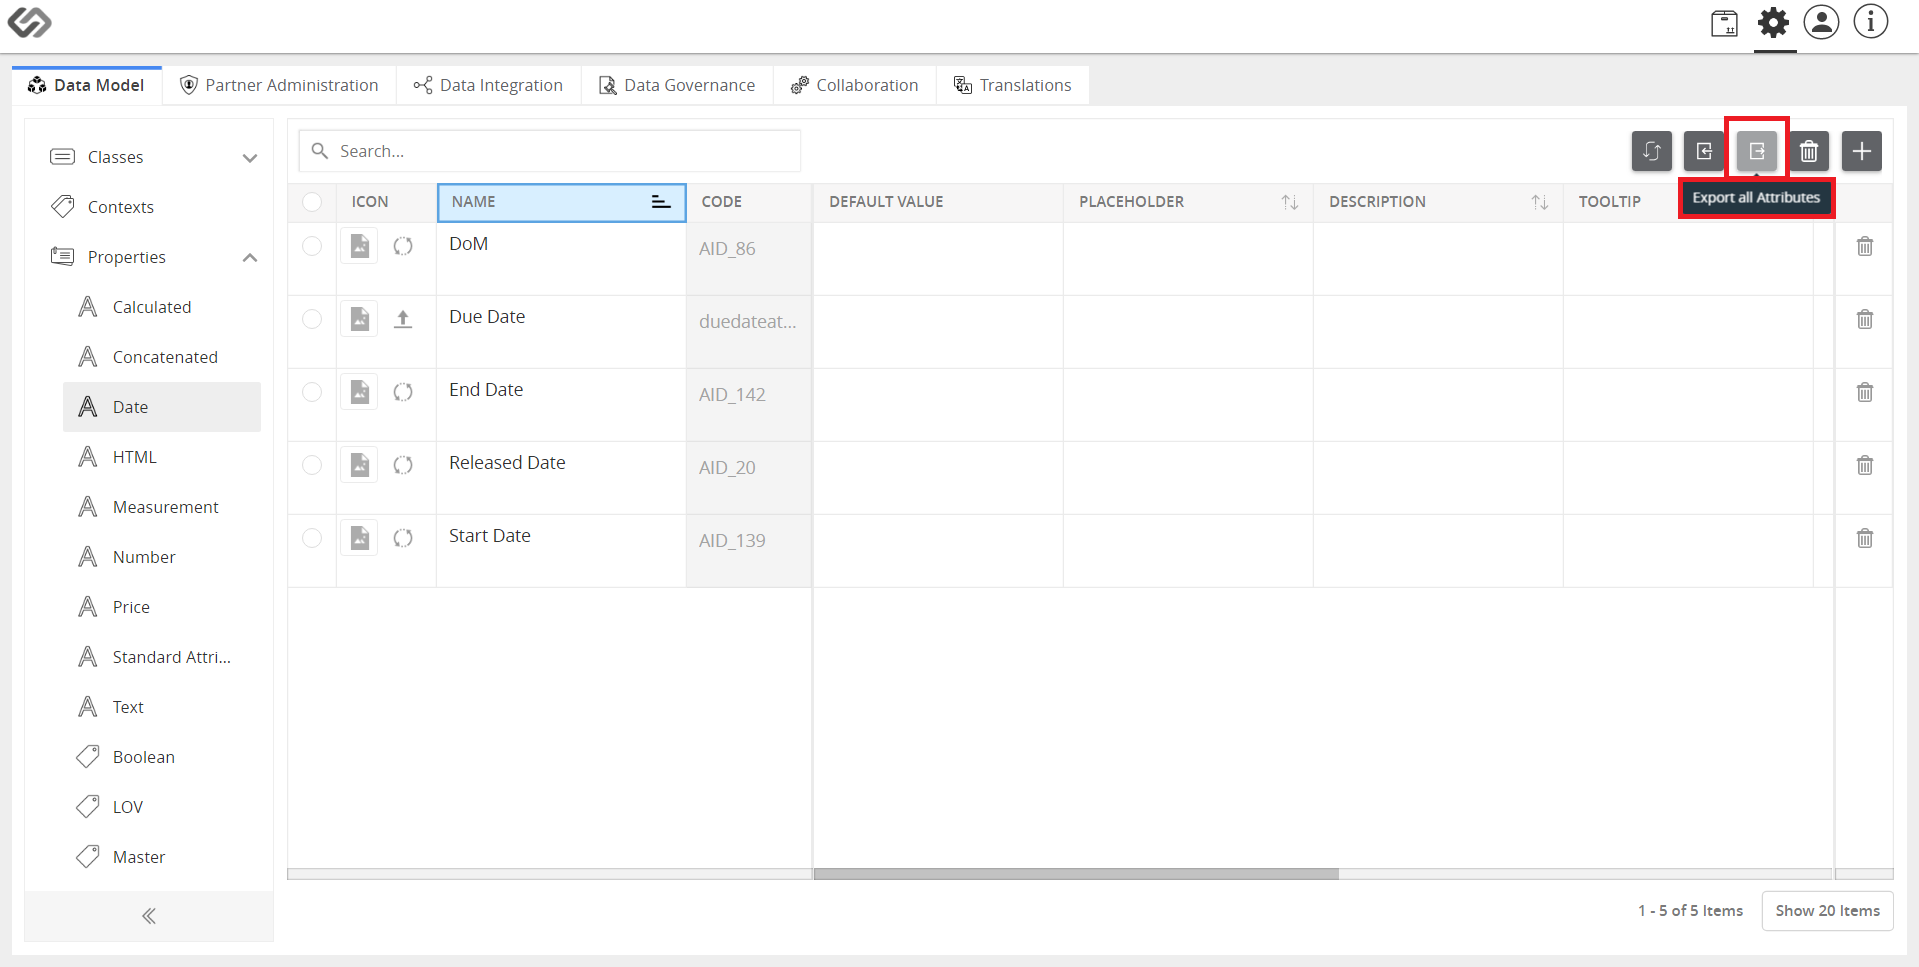 Data Model
Partner Administration
Data Integration
Data Governance
Collaboration
Translations
Classes
Contexts
Properties
Calculated
Concatenated
Date
HTML
Measurement
Number
Price
Standard Attri...
Text
Boolean
LOV
Master
Search...
Export all Attributes
ICON NAME CODE DEFAULT VALUE PLACEHOLDER DESCRIPTION TOOLTIP
DoM AID_86
Due Date duedateat...
End Date AID_142
Released Date AID_20
Start Date AID_139
1 - 5 of 5 Items Show 20 Items